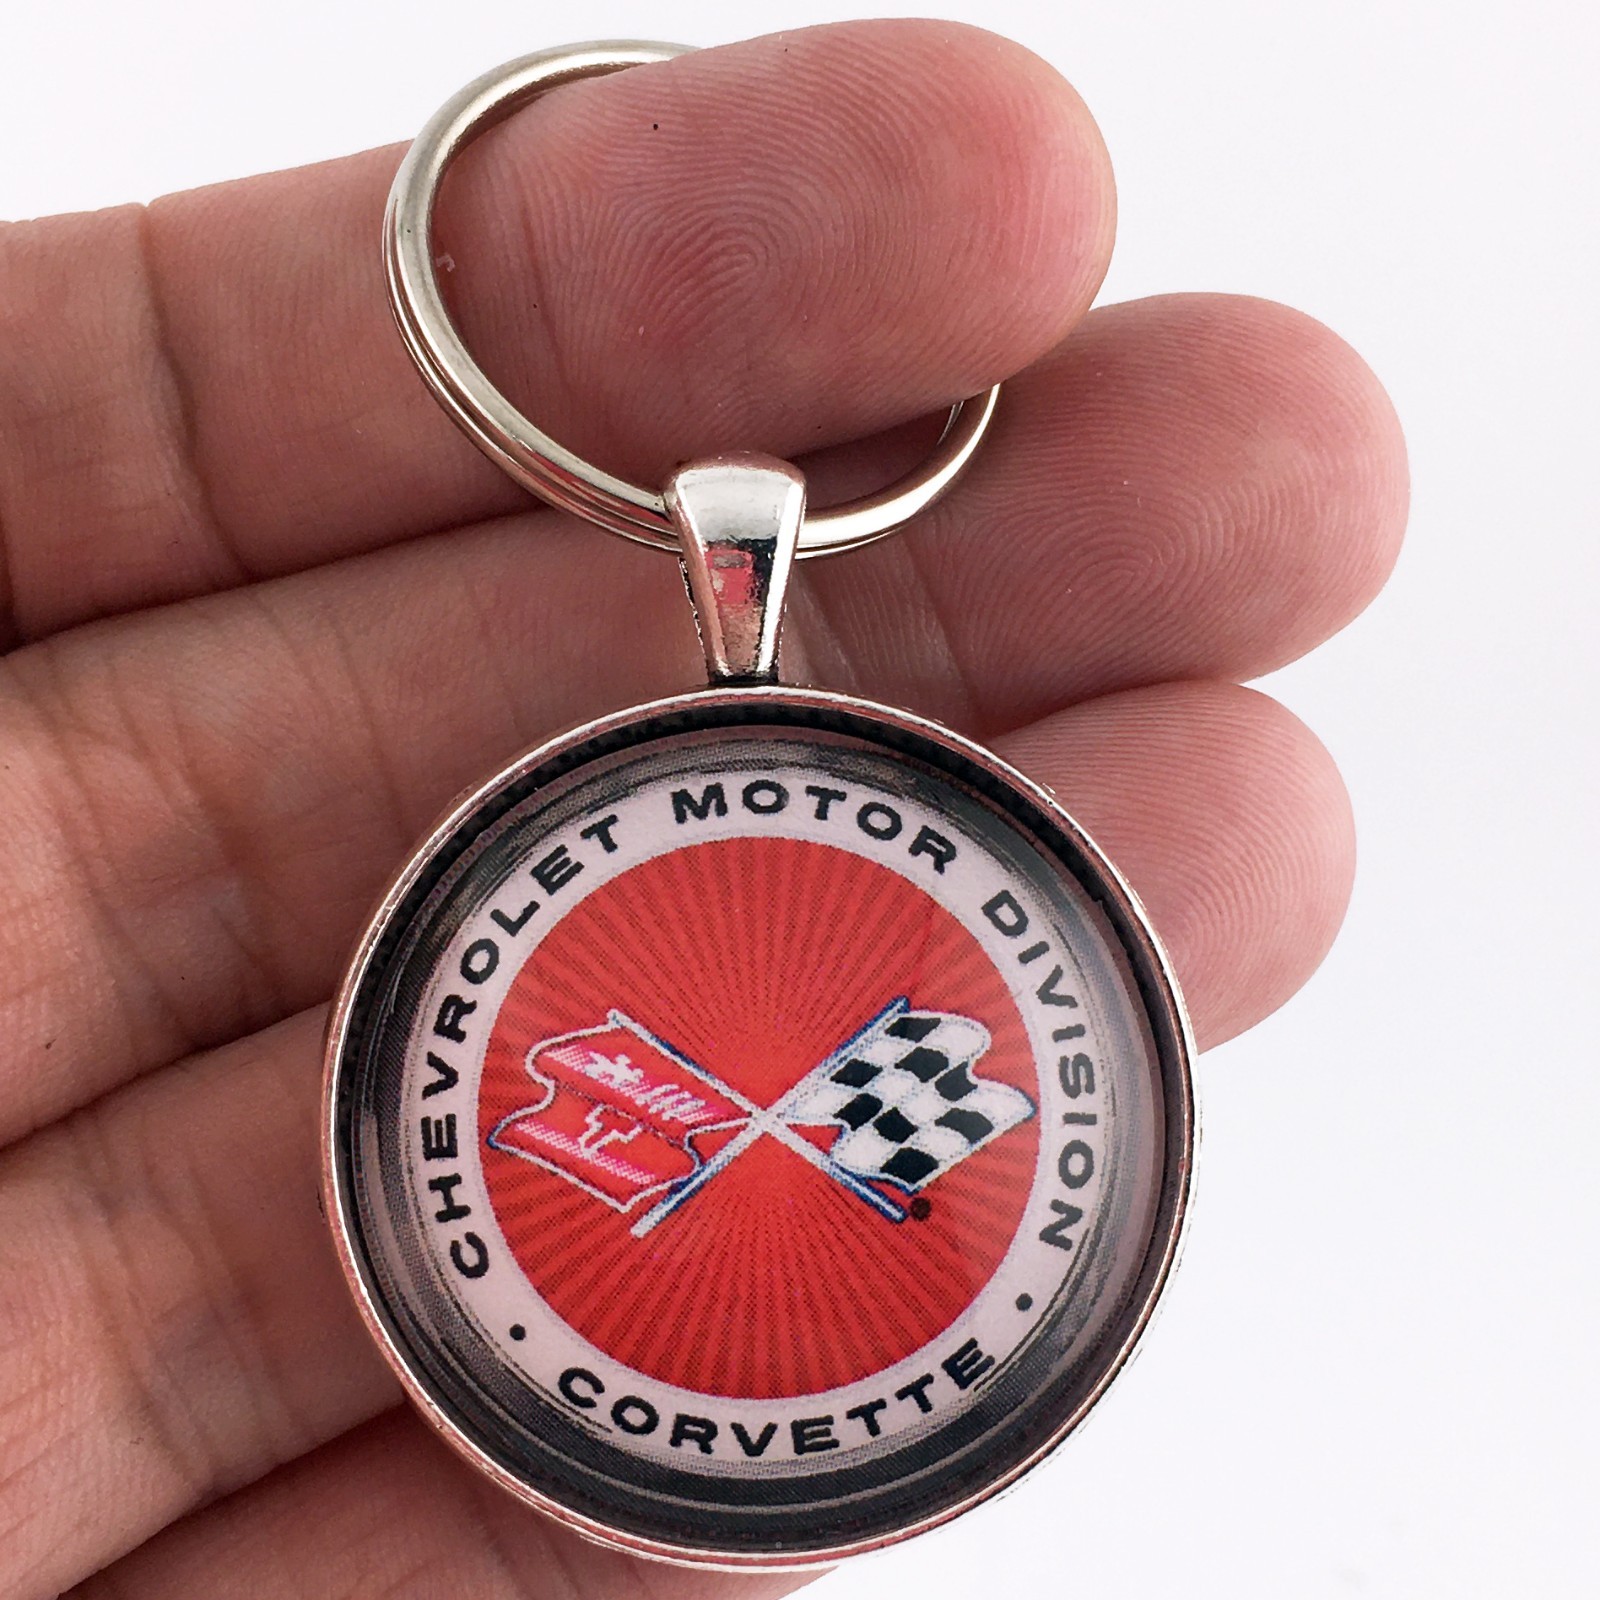 CHEVROLET MOTOR DIVISION
• CORVETTE •